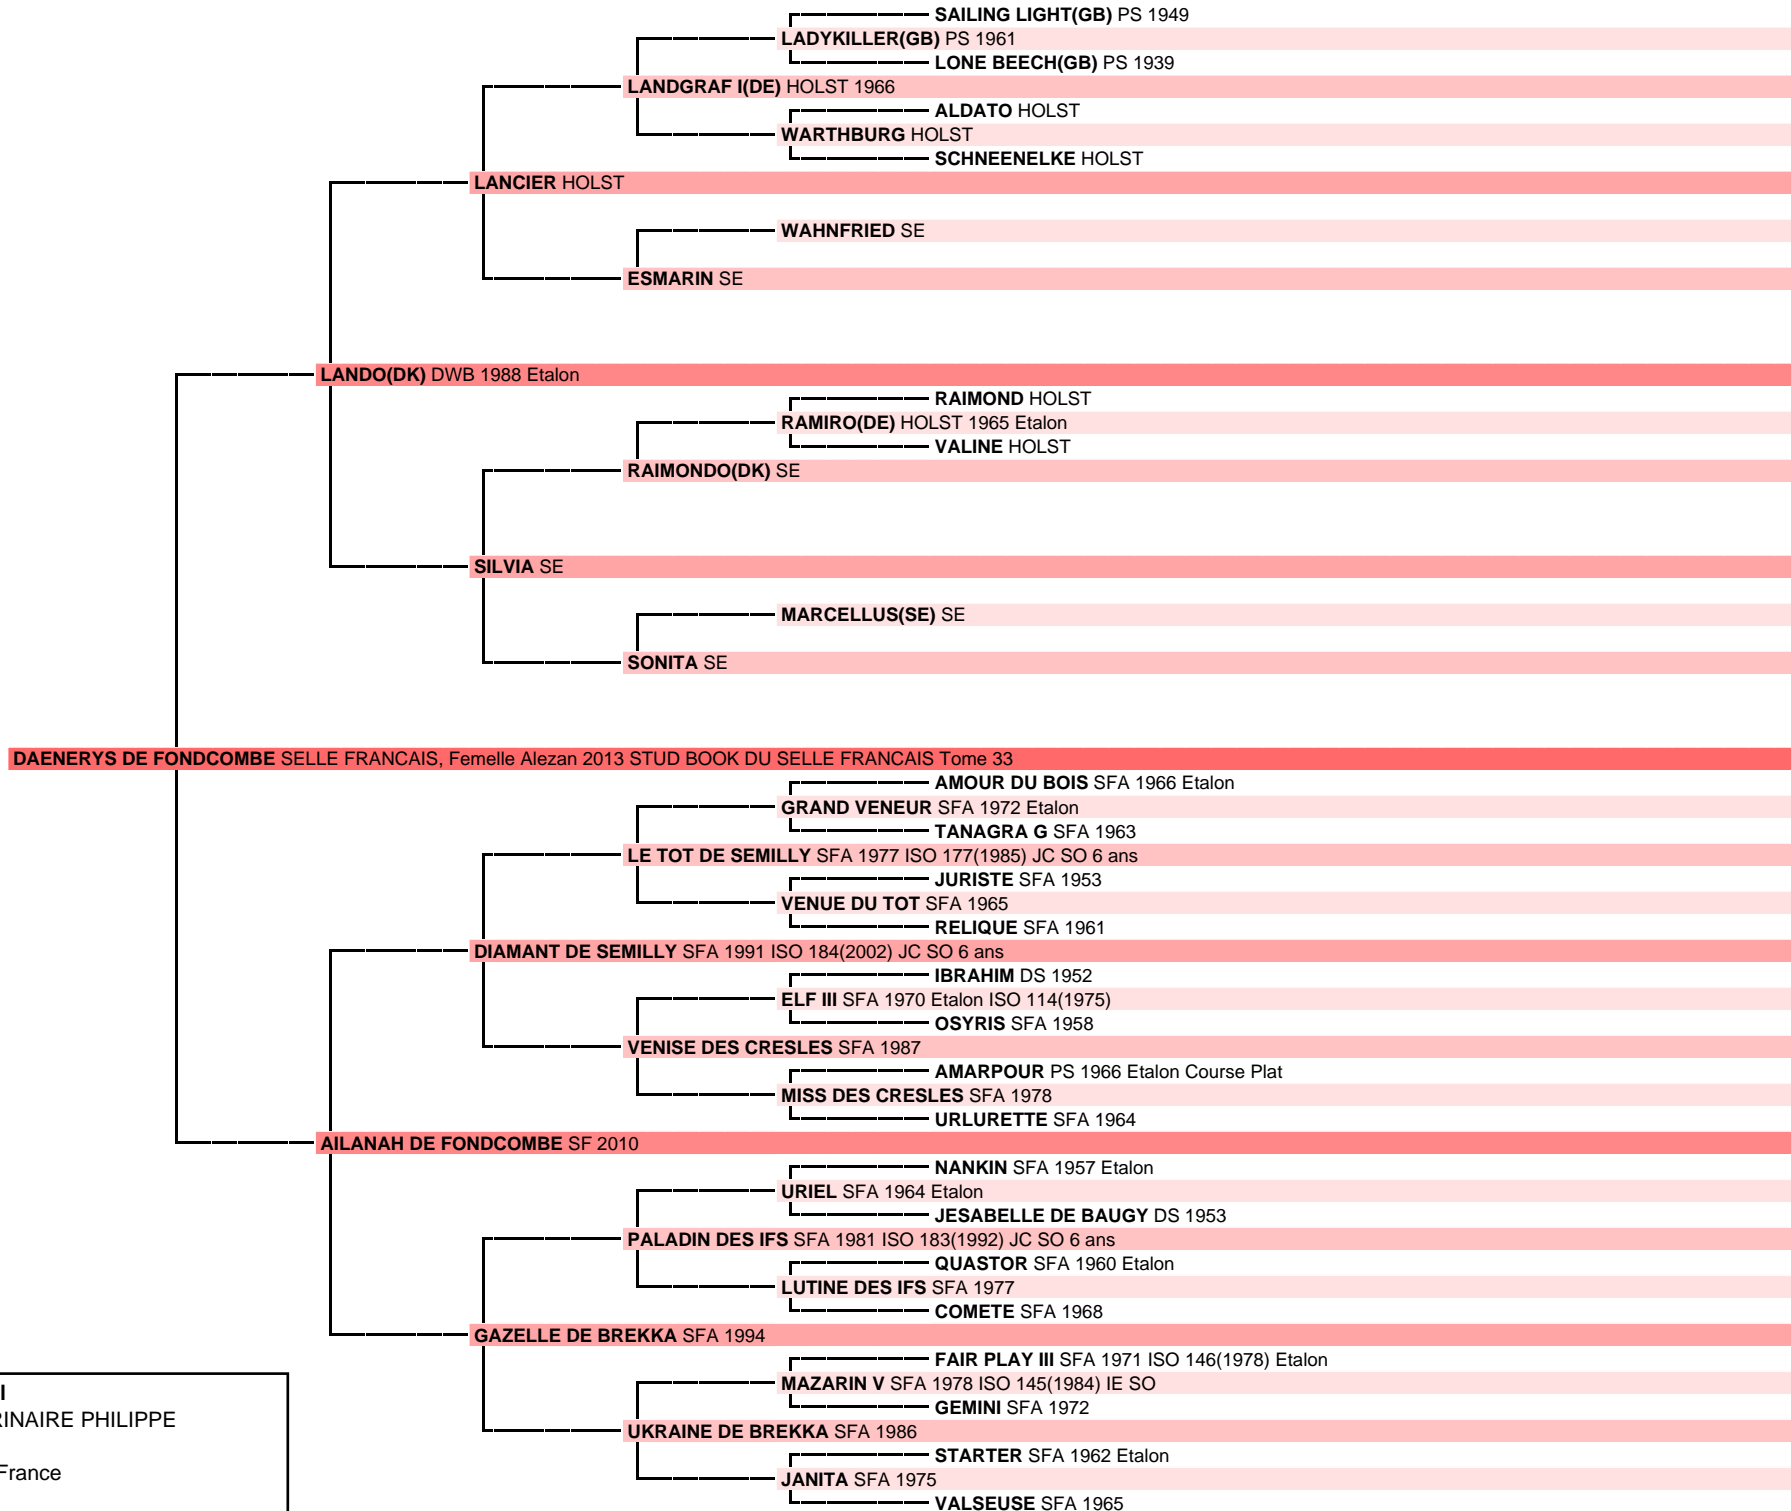 SAILING LIGHT(GB) PS 1949
LADYKILLER(GB) PS 1961
LONE BEECH(GB) PS 1939
LANDGRAF I(DE) HOLST 1966
ALDATO HOLST
WARTHBURG HOLST
SCHNEENELKE HOLST
LANCIER HOLST
WAHNFRIED SE
ESMARIN SE
LANDO(DK) DWB 1988 Etalon
RAIMOND HOLST
RAMIRO(DE) HOLST 1965 Etalon
VALINE HOLST
RAIMONDO(DK) SE
SILVIA SE
MARCELLUS(SE) SE
SONITA SE
DAENERYS DE FONDCOMBE SELLE FRANCAIS, Femelle Alezan 2013 STUD BOOK DU SELLE FRANCAIS Tome 33
AMOUR DU BOIS SFA 1966 Etalon
GRAND VENEUR SFA 1972 Etalon
TANAGRA G SFA 1963
LE TOT DE SEMILLY SFA 1977 ISO 177(1985) JC SO 6 ans
JURISTE SFA 1953
VENUE DU TOT SFA 1965
RELIQUE SFA 1961
DIAMANT DE SEMILLY SFA 1991 ISO 184(2002) JC SO 6 ans
IBRAHIM DS 1952
ELF III SFA 1970 Etalon ISO 114(1975)
OSYRIS SFA 1958
VENISE DES CRESLES SFA 1987
AMARPOUR PS 1966 Etalon Course Plat
MISS DES CRESLES SFA 1978
URLURETTE SFA 1964
AILANAH DE FONDCOMBE SF 2010
NANKIN SFA 1957 Etalon
URIEL SFA 1964 Etalon
JESABELLE DE BAUGY DS 1953
PALADIN DES IFS SFA 1981 ISO 183(1992) JC SO 6 ans
QUASTOR SFA 1960 Etalon
LUTINE DES IFS SFA 1977
COMETE SFA 1968
GAZELLE DE BREKKA SFA 1994
FAIR PLAY III SFA 1971 ISO 146(1978) Etalon
MAZARIN V SFA 1978 ISO 145(1984) IE SO
GEMINI SFA 1972
UKRAINE DE BREKKA SFA 1986
STARTER SFA 1962 Etalon
JANITA SFA 1975
VALSEUSE SFA 1965
I
RINAIRE PHILIPPE
France